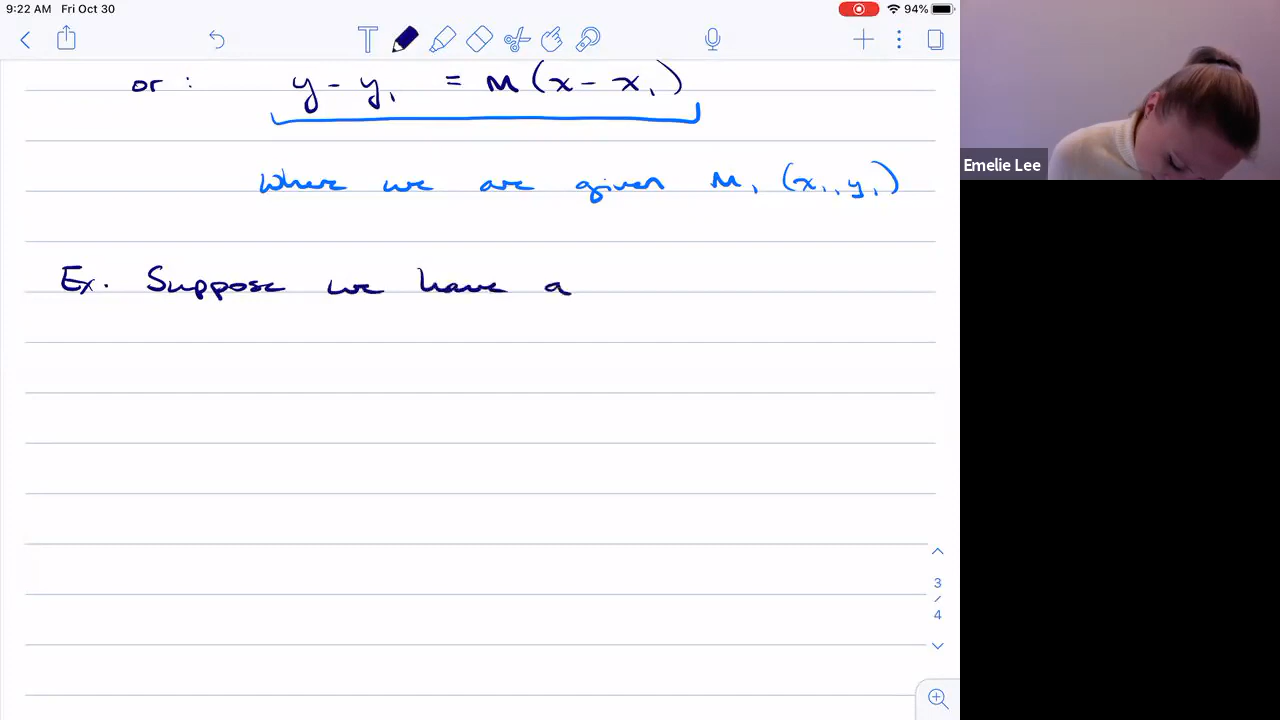 9:22 AM Fri Oct 30 94%
T
or : y - y₁ = m (x - x₁)
where we are given m, (x₁, y₁)
Ex. Suppose we have a
3
/
4
Emelie Lee